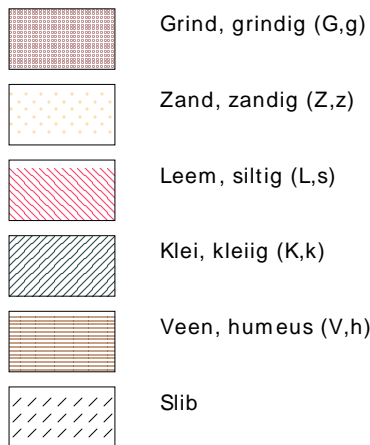 Grind, grindig (G,g)
Zand, zandig (Z,z)
Leem, siltig (L,s)
Klei, kleiig (K,k)
Veen, humeus (V,h)
Slib